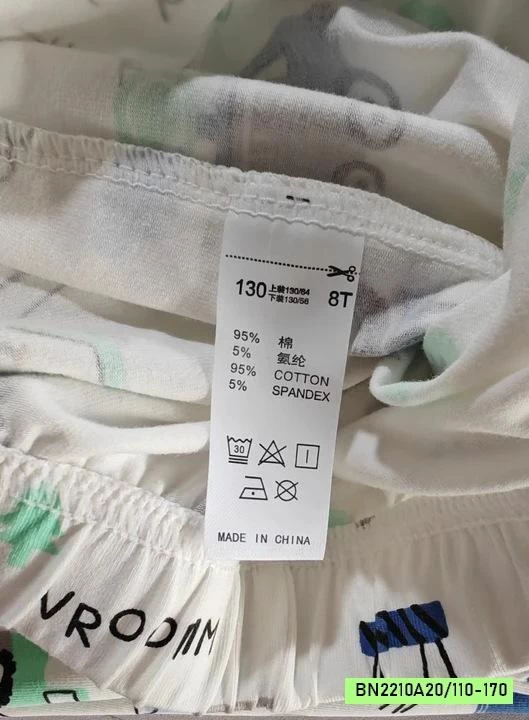 130 上装130/64 8T
下装130/56
95% 棉
5% 氨纶
95% COTTON
5% SPANDEX
30
MADE IN CHINA
VROOMM
BN2210A20/110-170